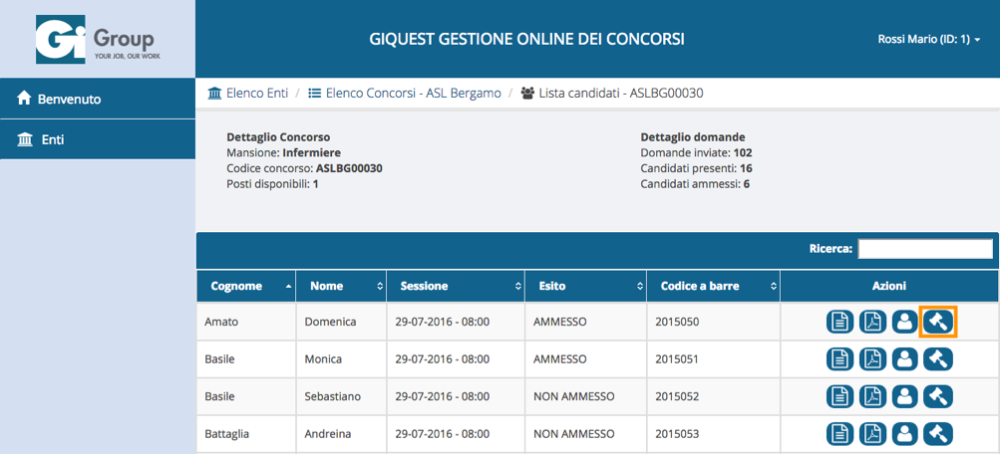 Gi Group
YOUR JOB, OUR WORK
GIQUEST GESTIONE ONLINE DEI CONCORSI
Rossi Mario (ID: 1)
Benvenuto
Enti
Elenco Enti / Elenco Concorsi - ASL Bergamo / Lista candidati - ASLBG00030
Dettaglio Concorso
Mansione: Infermiere
Codice concorso: ASLBG00030
Posti disponibili: 1
Dettaglio domande
Domande inviate: 102
Candidati presenti: 16
Candidati ammessi: 6
Ricerca:
Cognome Nome Sessione Esito Codice a barre Azioni
Amato Domenica 29-07-2016 - 08:00 AMMESSO 2015050
Basile Monica 29-07-2016 - 08:00 AMMESSO 2015051
Basile Sebastiano 29-07-2016 - 08:00 NON AMMESSO 2015052
Battaglia Andreina 29-07-2016 - 08:00 NON AMMESSO 2015053